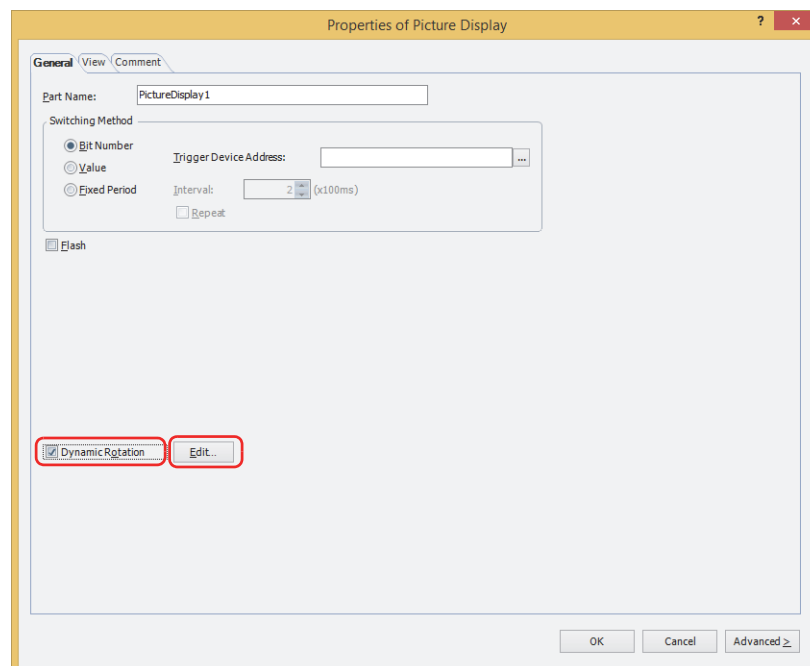 Properties of Picture Display
? ×
General View Comment
Part Name: PictureDisplay1
Switching Method
Bit Number
Trigger Device Address: ...
Value
Fixed Period Interval: 2 (x100ms)
Repeat
Flash
Dynamic Rotation Edit...
OK Cancel Advanced >